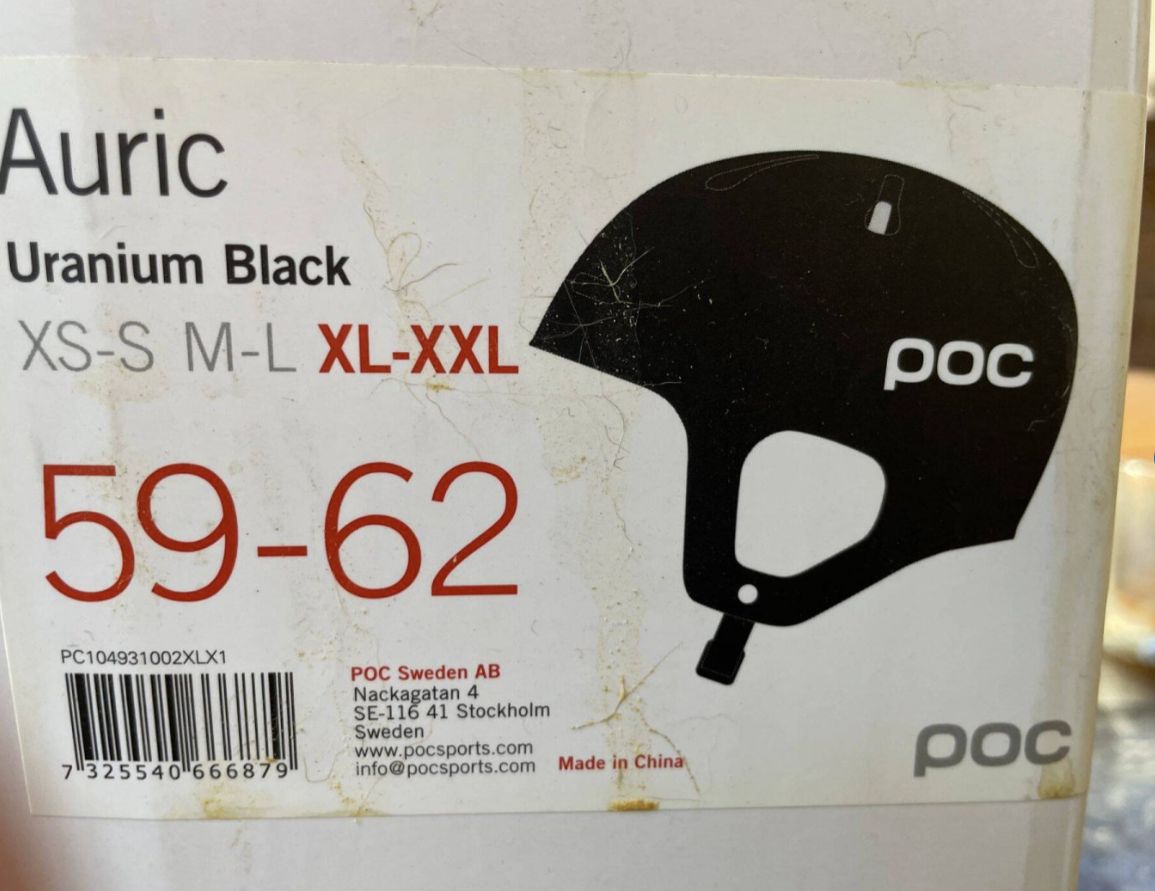 Auric
Uranium Black
XS-S M-L XL-XXL
59-62
poc
PC104931002XLX1
7 325540 666879
POC Sweden AB
Nackagatan 4
SE-116 41 Stockholm
Sweden
www.pocsports.com
info@pocsports.com
Made in China
poc